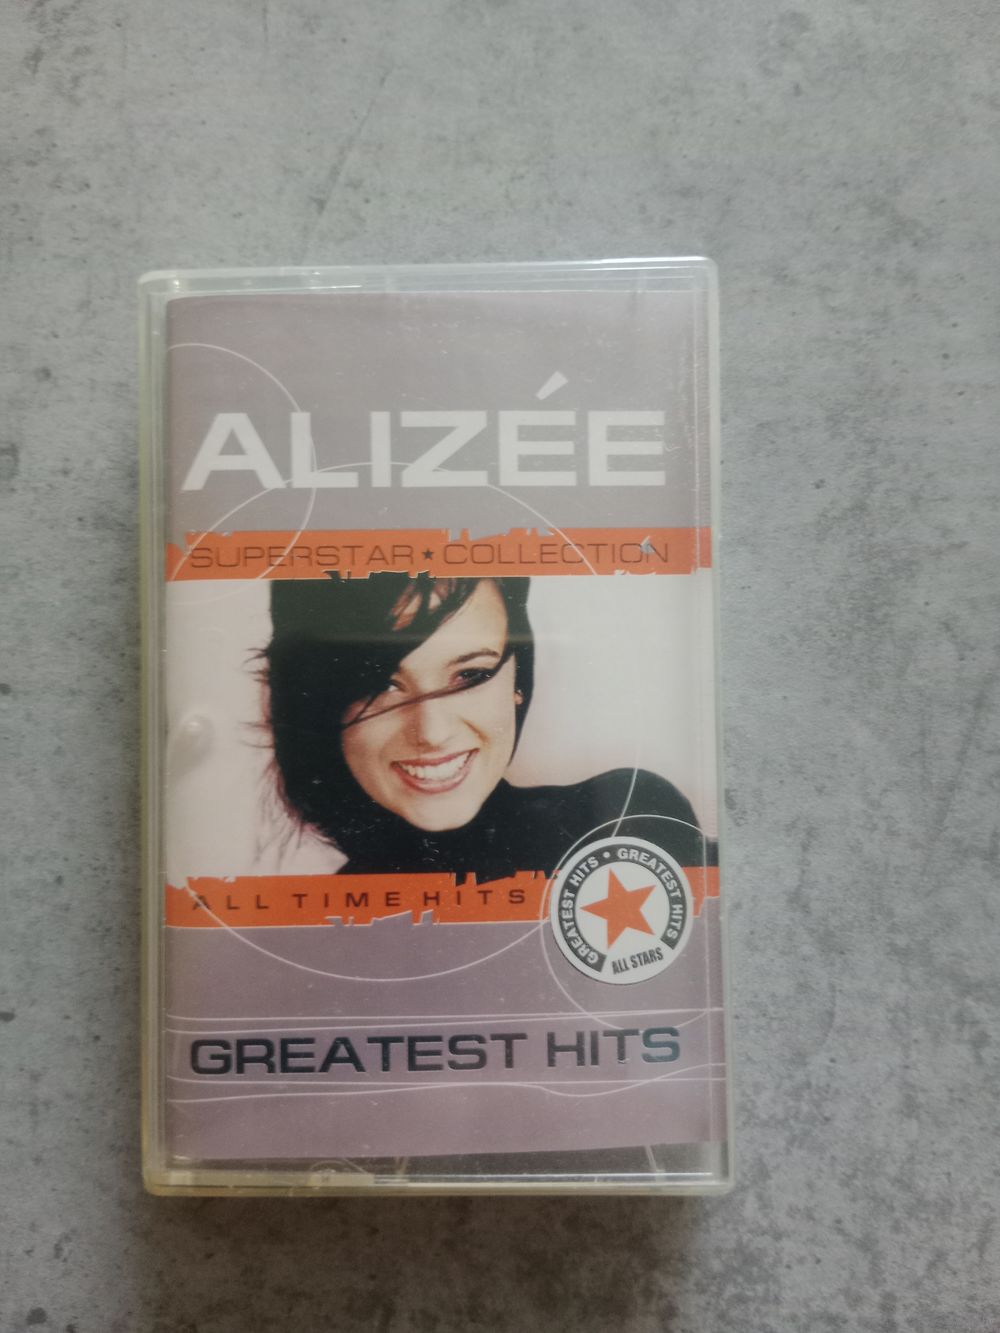 ALIZÉE
SUPERSTAR ★ COLLECTION
ALL TIME HITS
GREATEST HITS • GREATEST HITS
ALL STARS
GREATEST HITS